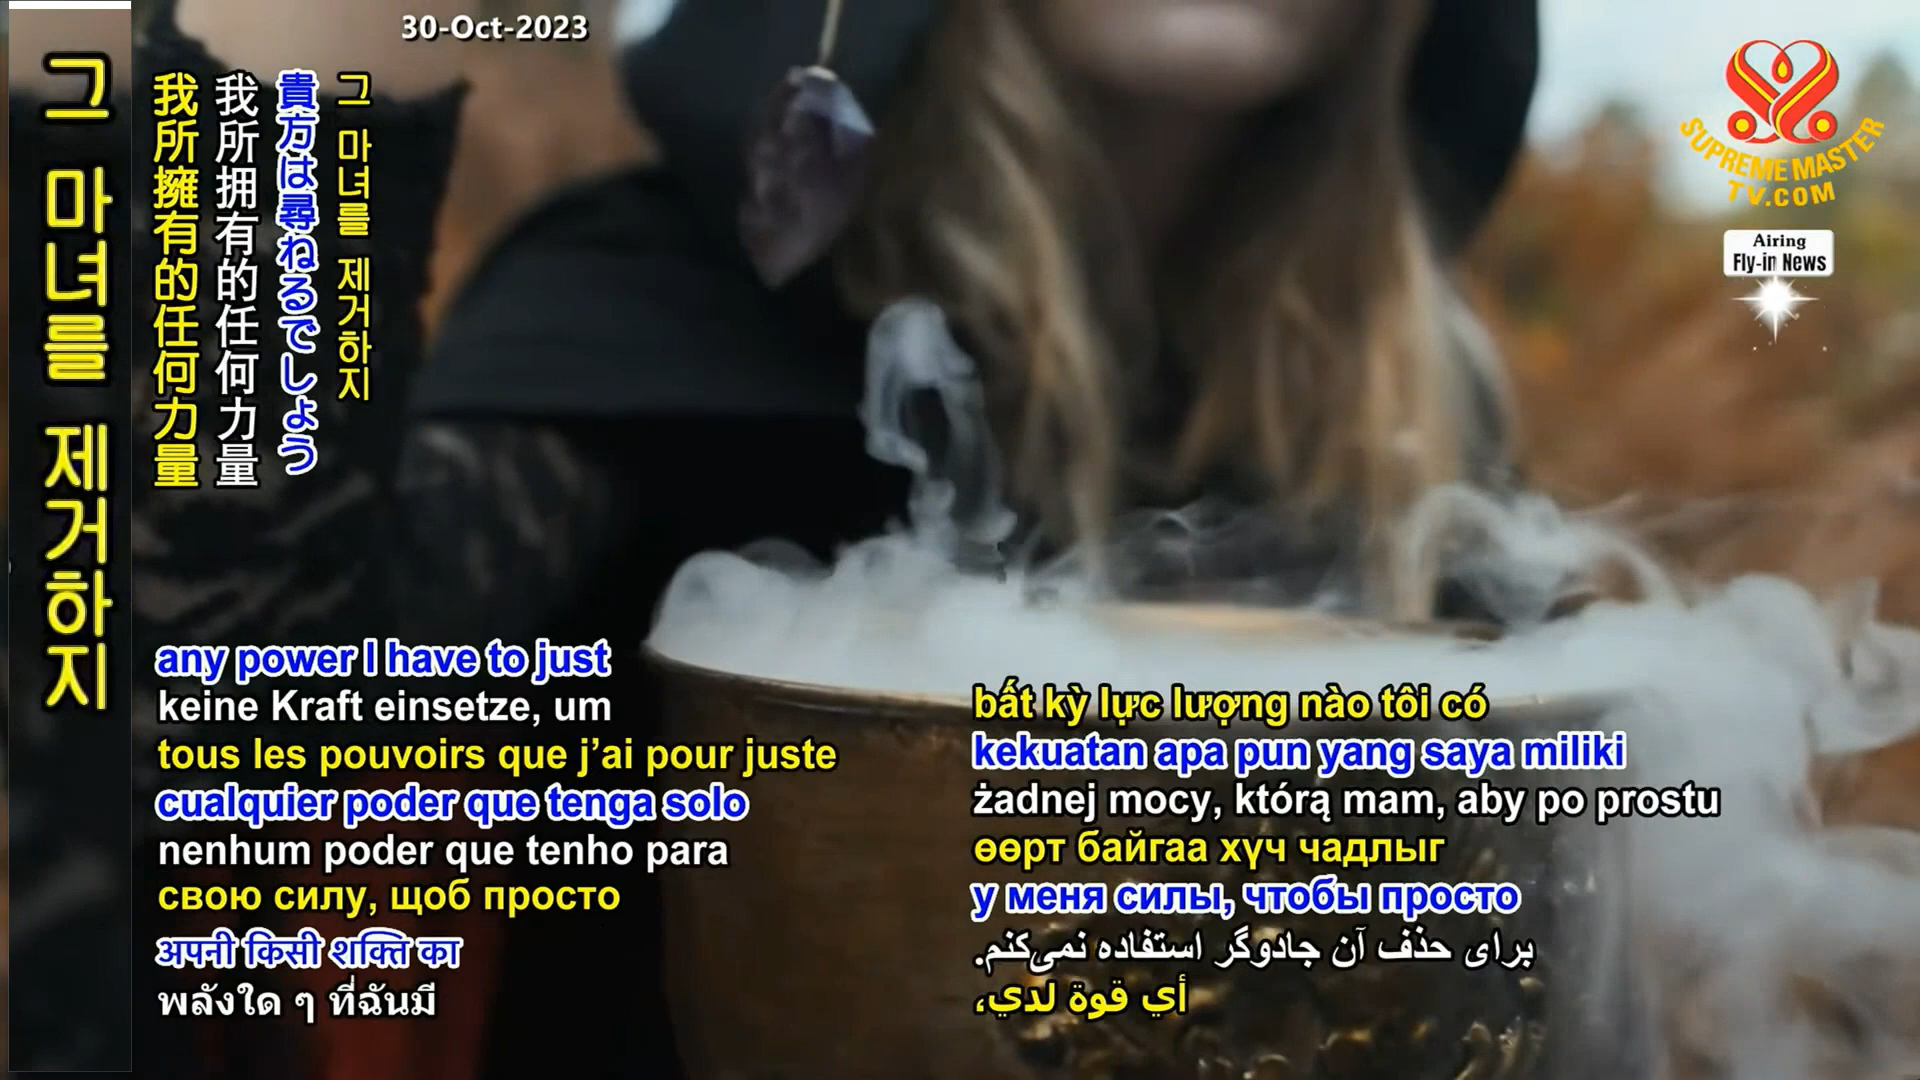 30-Oct-2023
그 마녀를 제거하지
我所擁有的任何力量
我所拥有的任何力量
貴方は尋ねるでしょう
그 마녀를 제거하지
SUPREME MASTER
TV.COM
Airing
Fly-in News
any power I have to just
keine Kraft einsetze, um
tous les pouvoirs que j’ai pour juste
cualquier poder que tenga solo
nenhum poder que tenho para
свою силу, щоб просто
अपनी किसी शक्ति का
พลังใด ๆ ที่ฉันมี
bất kỳ lực lượng nào tôi có
kekuatan apa pun yang saya miliki
żadnej mocy, którą mam, aby po prostu
өөрт байгаа хүч чадлыг
у меня силы, чтобы просто
برای حذف آن جادوگر استفاده نمی‌کنم.
أي قوة لدي،